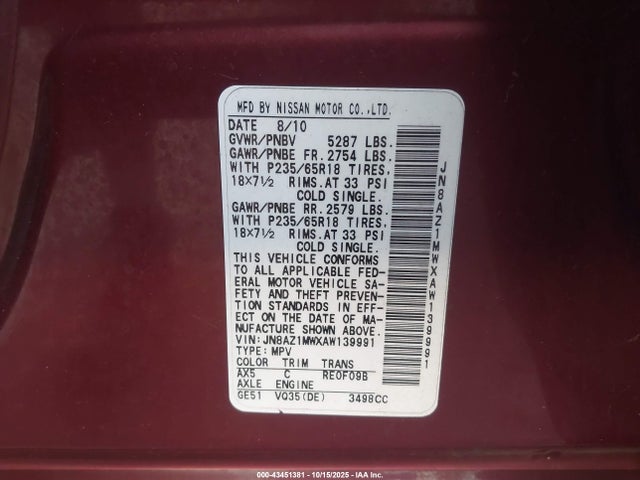 MFD BY NISSAN MOTOR CO.,LTD.
DATE 8/10
GVWR/PNBV 5287 LBS.
GAWR/PNBE FR. 2754 LBS.
WITH P235/65R18 TIRES,
18X7½ RIMS.AT 33 PSI
COLD SINGLE.
GAWR/PNBE RR. 2579 LBS.
WITH P235/65R18 TIRES,
18X7½ RIMS.AT 33 PSI
COLD SINGLE.
THIS VEHICLE CONFORMS
TO ALL APPLICABLE FED-
ERAL MOTOR VEHICLE SA-
FETY AND THEFT PREVEN-
TION STANDARDS IN EFF-
ECT ON THE DATE OF MA-
NUFACTURE SHOWN ABOVE.
VIN: JN8AZ1MWXAW139991
TYPE: MPV
COLOR TRIM TRANS
AX5 C RE0F09B
AXLE ENGINE
GE51 VQ35(DE) 3498CC
JN8AZ1MWXAW139991
000-43451381 - 10/15/2025 - IAA Inc.